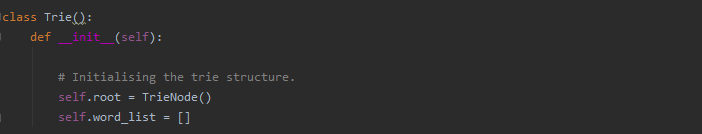 class Trie():
    def __init__(self):
        # Initialising the trie structure.
        self.root = TrieNode()
        self.word_list = []